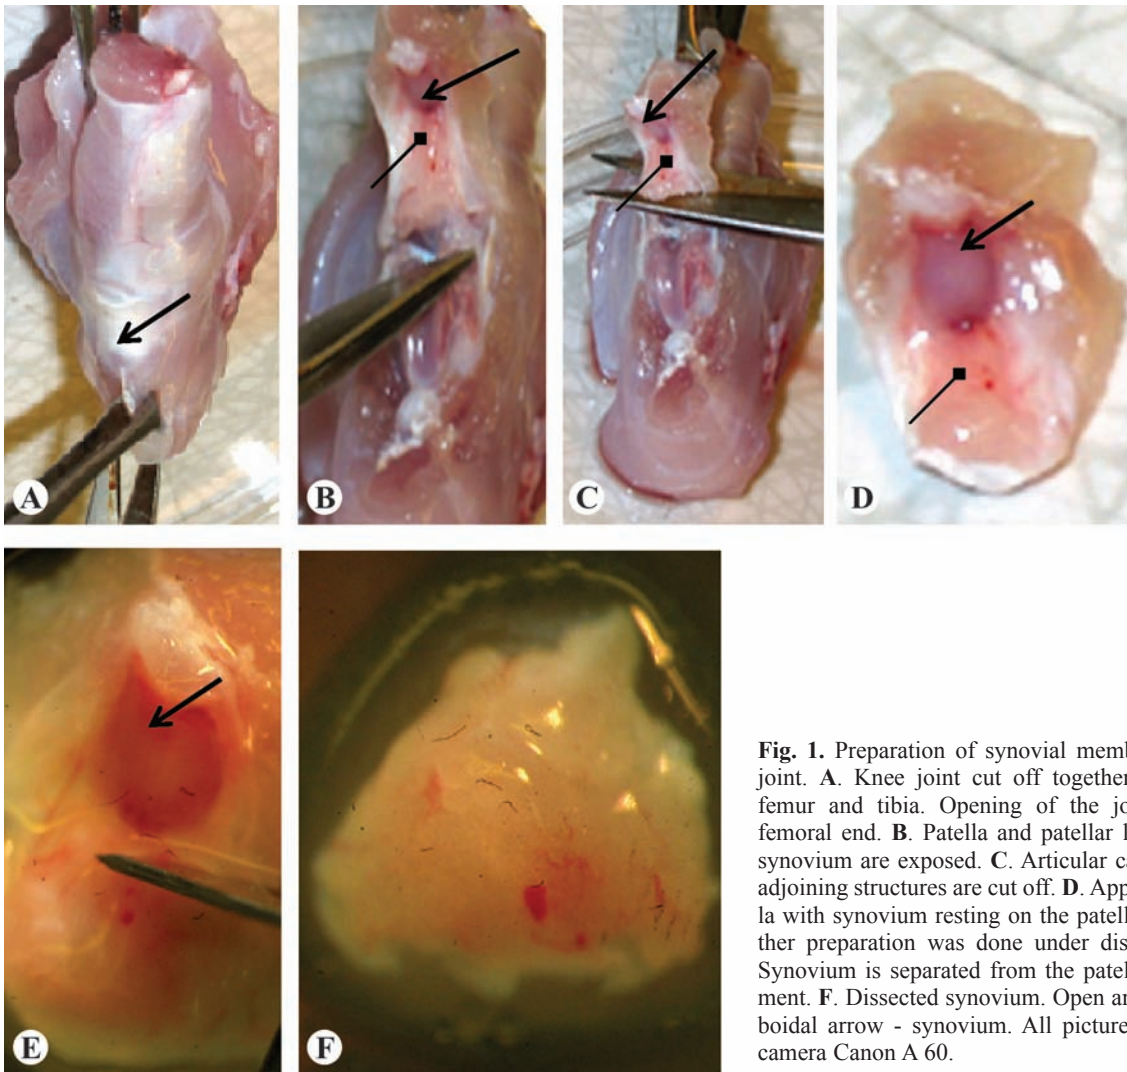 A
B
C
D
E
F
Fig. 1. Preparation of synovial memb
joint. A. Knee joint cut off together
femur and tibia. Opening of the jo
femoral end. B. Patella and patellar l
synovium are exposed. C. Articular ca
adjoining structures are cut off. D. App
la with synovium resting on the patell
ther preparation was done under dis
Synovium is separated from the patel
ment. F. Dissected synovium. Open ar
boidal arrow - synovium. All picture
camera Canon A 60.